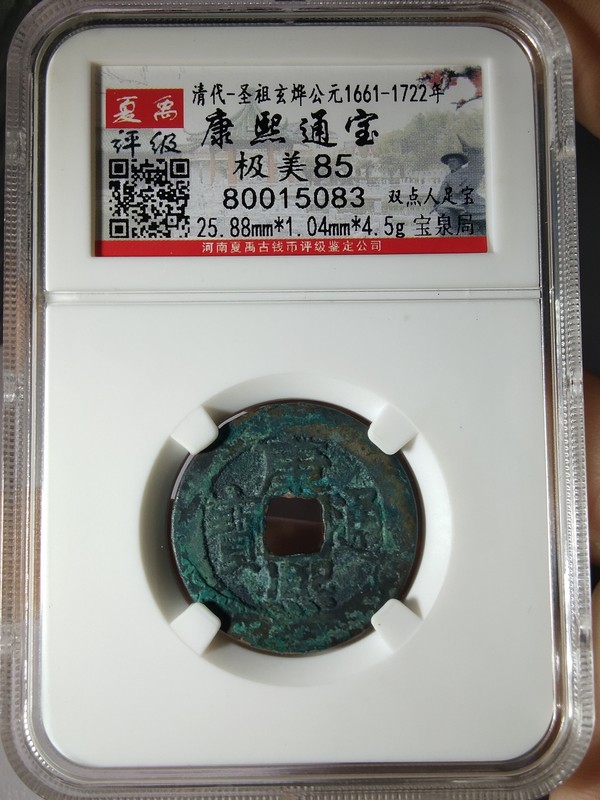 夏禹
评级
清代-圣祖玄烨公元1661-1722年
康熙通宝
极美85
80015083 双点人足宝
25.88mm*1.04mm*4.5g 宝泉局
河南夏禹古钱币评级鉴定公司
康熙通寶